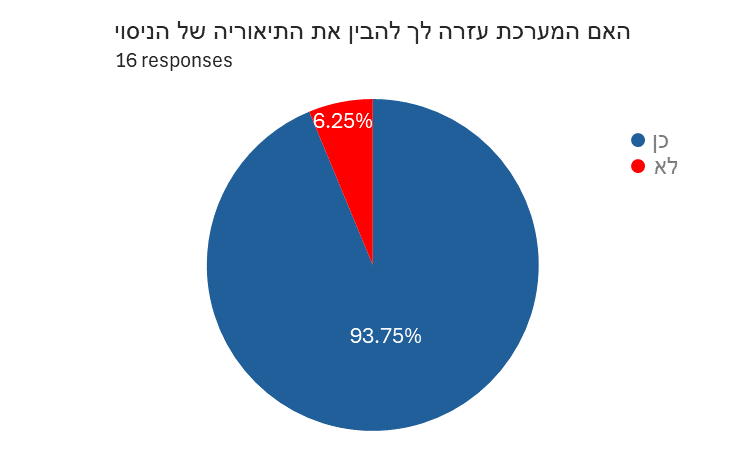 האם המערכת עזרה לך להבין את התיאוריה של הניסוי
16 responses
6.25%
כן
לא
93.75%